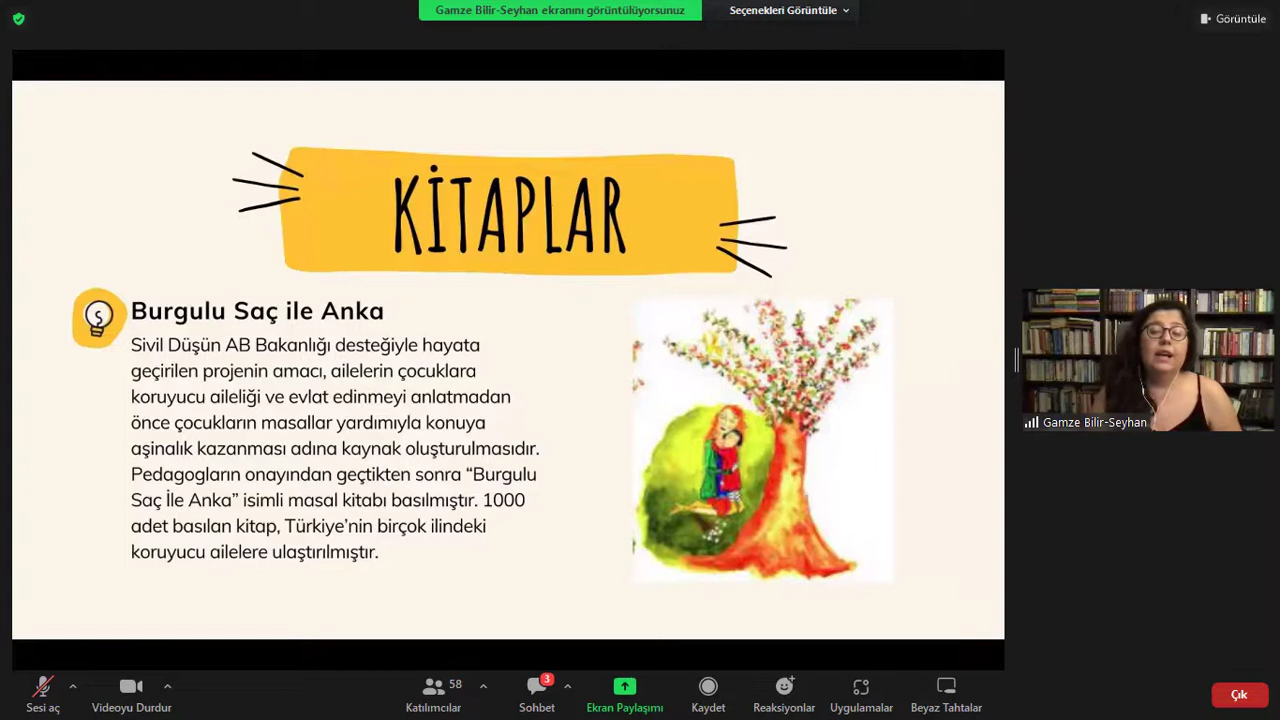 Gamze Bilir-Seyhan ekranını görüntülüyorsunuz
Seçenekleri Görüntüle
Görüntüle
KİTAPLAR
Burgulu Saç ile Anka
Sivil Düşün AB Bakanlığı desteğiyle hayata
geçirilen projenin amacı, ailelerin çocuklara
koruyucu aileliği ve evlat edinmeyi anlatmadan
önce çocukların masallar yardımıyla konuya
aşinalık kazanması adına kaynak oluşturulmasıdır.
Pedagogların onayından geçtikten sonra “Burgulu
Saç İle Anka” isimli masal kitabı basılmıştır. 1000
adet basılan kitap, Türkiye’nin birçok ilindeki
koruyucu ailelere ulaştırılmıştır.
Gamze Bilir-Seyhan
Sesi aç
Videoyu Durdur
58
Katılımcılar
3
Sohbet
Ekran Paylaşımı
Kaydet
Reaksiyonlar
Uygulamalar
Beyaz Tahtalar
Çık